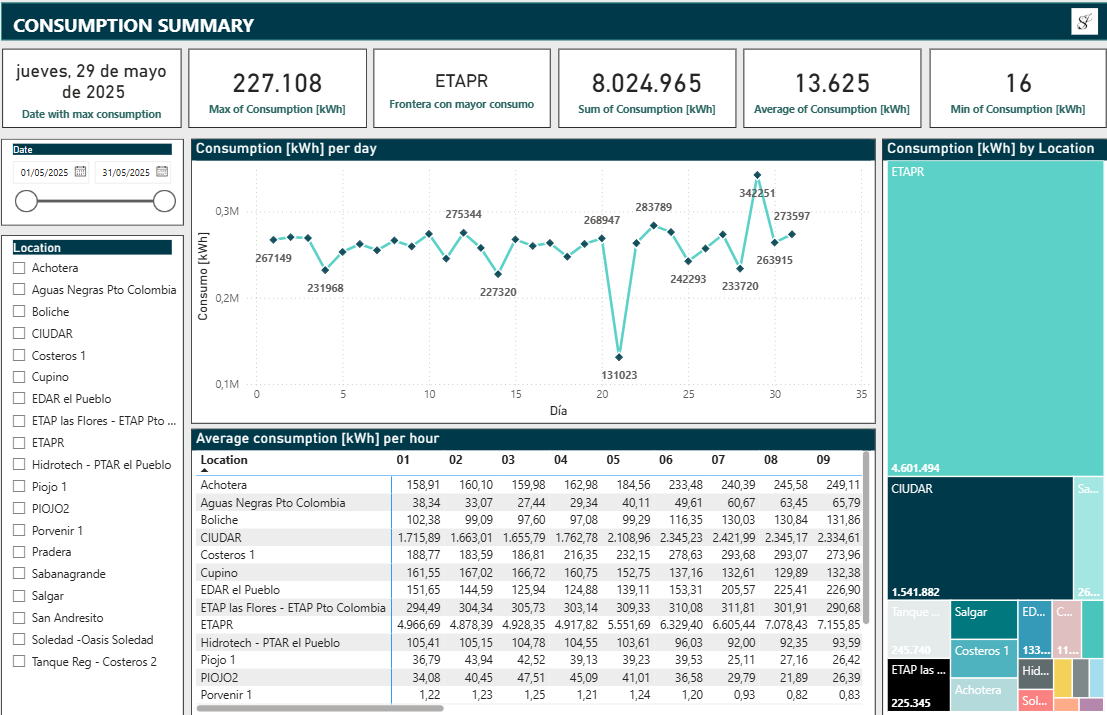 CONSUMPTION SUMMARY
jueves, 29 de mayo
de 2025
Date with max consumption
227.108
Max of Consumption [kWh]
ETAPR
Frontera con mayor consumo
8.024.965
Sum of Consumption [kWh]
13.625
Average of Consumption [kWh]
16
Min of Consumption [kWh]
Date
01/05/2025 31/05/2025
Location
Achotera
Aguas Negras Pto Colombia
Boliche
CIUDAR
Costeros 1
Cupino
EDAR el Pueblo
ETAP las Flores - ETAP Pto ...
ETAPR
Hidrotech - PTAR el Pueblo
Piojo 1
PIOJO2
Porvenir 1
Pradera
Sabanagrande
Salgar
San Andresito
Soledad -Oasis Soledad
Tanque Reg - Costeros 2
Consumption [kWh] per day
Consumo [kWh]
0,3M
0,2M
0,1M
267149
231968
275344
227320
268947
131023
283789
242293
233720
342251
263915
273597
0 5 10 15 20 25 30 35
Día
Average consumption [kWh] per hour
Location 01 02 03 04 05 06 07 08 09
Achotera 158,91 160,10 159,98 162,98 184,56 233,48 240,39 245,58 249,11
Aguas Negras Pto Colombia 38,34 33,07 27,44 29,34 40,11 49,61 60,67 63,45 65,79
Boliche 102,38 99,09 97,60 97,08 99,29 116,35 130,03 130,84 131,86
CIUDAR 1.715,89 1.663,01 1.655,79 1.762,78 2.108,96 2.345,23 2.421,99 2.345,17 2.334,61
Costeros 1 188,77 183,59 186,81 216,35 232,15 278,63 293,68 293,07 273,96
Cupino 161,55 167,02 166,72 160,75 152,75 137,16 132,61 129,89 132,38
EDAR el Pueblo 151,65 144,59 125,94 124,88 139,11 153,31 205,57 225,41 226,90
ETAP las Flores - ETAP Pto Colombia 294,49 304,34 305,73 303,14 309,33 310,08 311,81 301,91 290,68
ETAPR 4.966,69 4.878,39 4.928,35 4.917,82 5.551,69 6.329,40 6.605,44 7.078,43 7.155,85
Hidrotech - PTAR el Pueblo 105,41 105,15 104,78 104,55 103,61 96,03 92,00 92,35 93,59
Piojo 1 36,79 43,94 42,52 39,13 39,23 39,53 25,11 27,16 26,42
PIOJO2 34,08 40,45 47,51 45,09 41,01 36,58 29,79 21,89 26,39
Porvenir 1 1,22 1,23 1,25 1,21 1,24 1,20 0,93 0,82 0,83
Consumption [kWh] by Location
ETAPR
4.601.494
CIUDAR
1.541.882
Sa...
26...
Tanque ...
245.740
ETAP las ...
225.345
Salgar
Costeros 1
Achotera
ED...
133...
C...
11...
Hid...
Sol...